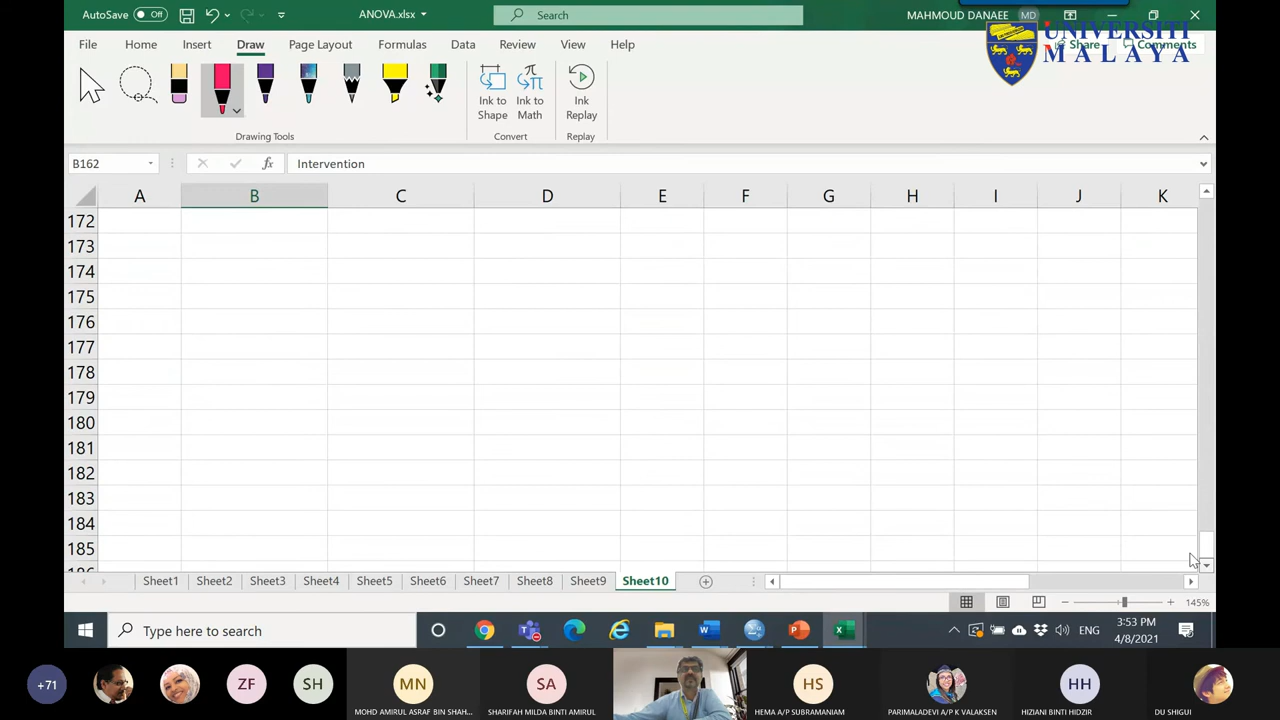 AutoSave Off ANOVA.xlsx Search MAHMOUD DANAEE MD
File Home Insert Draw Page Layout Formulas Data Review View Help Share Comments
UNIVERSITI
MALAYA
Ink to Shape Ink to Math Ink Replay
Drawing Tools Convert Replay
B162 fx Intervention
A B C D E F G H I J K
172
173
174
175
176
177
178
179
180
181
182
183
184
185
186
Sheet1 Sheet2 Sheet3 Sheet4 Sheet5 Sheet6 Sheet7 Sheet8 Sheet9 Sheet10
145%
Type here to search ENG 3:53 PM
4/8/2021
+71 ZF SH MN SA HS HH
MOHD AMIRUL ASRAF BIN SHAH... SHARIFAH MILDA BINTI AMIRUL HEMA A/P SUBRAMANIAM PARIMALADEVI A/P K VALAKSEN HIZIANI BINTI HIDZIR DU SHIGUI